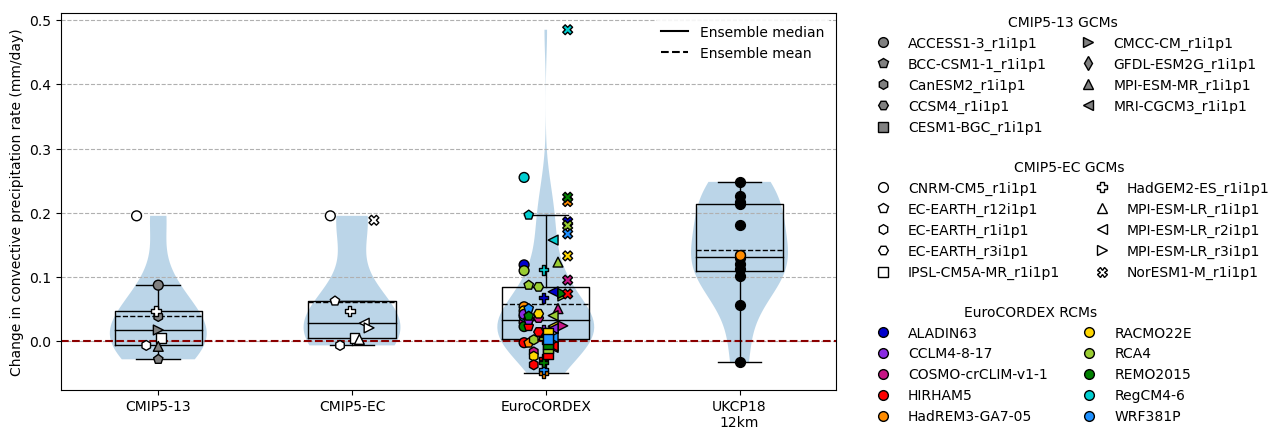 Change in convective precipitation rate (mm/day)
0.5
0.4
0.3
0.2
0.1
0.0
Ensemble median
Ensemble mean
CMIP5-13
CMIP5-EC
EuroCORDEX
UKCP18
12km
CMIP5-13 GCMs
ACCESS1-3_r1i1p1
BCC-CSM1-1_r1i1p1
CanESM2_r1i1p1
CCSM4_r1i1p1
CESM1-BGC_r1i1p1
CMCC-CM_r1i1p1
GFDL-ESM2G_r1i1p1
MPI-ESM-MR_r1i1p1
MRI-CGCM3_r1i1p1
CMIP5-EC GCMs
CNRM-CM5_r1i1p1
EC-EARTH_r12i1p1
EC-EARTH_r1i1p1
EC-EARTH_r3i1p1
IPSL-CM5A-MR_r1i1p1
HadGEM2-ES_r1i1p1
MPI-ESM-LR_r1i1p1
MPI-ESM-LR_r2i1p1
MPI-ESM-LR_r3i1p1
NorESM1-M_r1i1p1
EuroCORDEX RCMs
ALADIN63
CCLM4-8-17
COSMO-crCLIM-v1-1
HIRHAM5
HadREM3-GA7-05
RACMO22E
RCA4
REMO2015
RegCM4-6
WRF381P